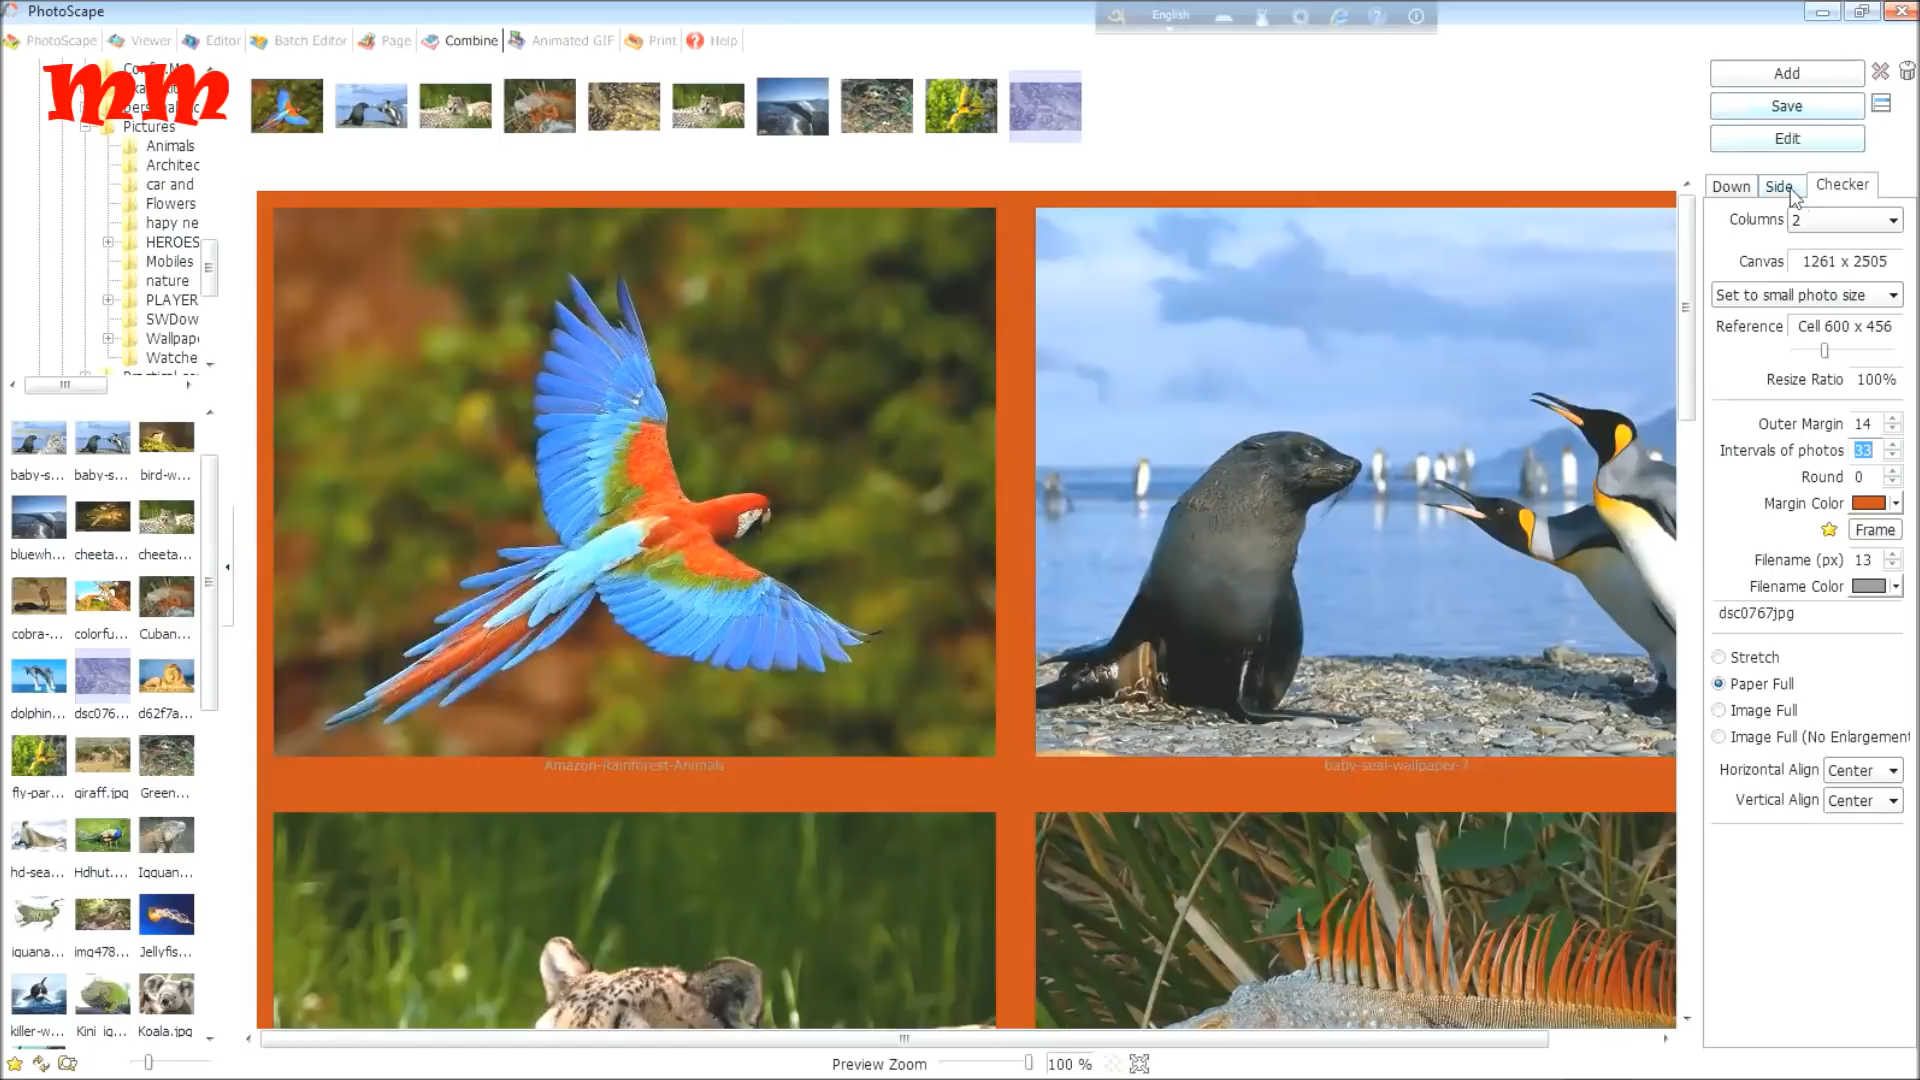 PhotoScape
English
PhotoScape Viewer Editor Batch Editor Page Combine Animated GIF Print Help
mm
Pictures
Animals
Architec
car and
Flowers
hapy ne
HEROES
Mobiles
nature
PLAYER
SWDow
Wallpape
Watche
baby-s... baby-s... bird-w...
bluewh... cheeta... cheeta...
cobra-... colorfu... Cuban...
dolphin... dsc076... d62f7a...
fly-par... giraff.jpg Green...
hd-sea... Hdhut.... Iguan...
iguana... img478... Jellyfis...
killer-w... Kini_ig... Koala.jpg
Amazon-Rainforest-Animals
baby-seal-wallpaper-7
Preview Zoom 100 %
Add
Save
Edit
Down Side Checker
Columns 2
Canvas 1261 x 2505
Set to small photo size
Reference Cell 600 x 456
Resize Ratio 100%
Outer Margin 14
Intervals of photos 33
Round 0
Margin Color
Frame
Filename (px) 13
Filename Color
dsc0767jpg
Stretch
Paper Full
Image Full
Image Full (No Enlargement
Horizontal Align Center
Vertical Align Center